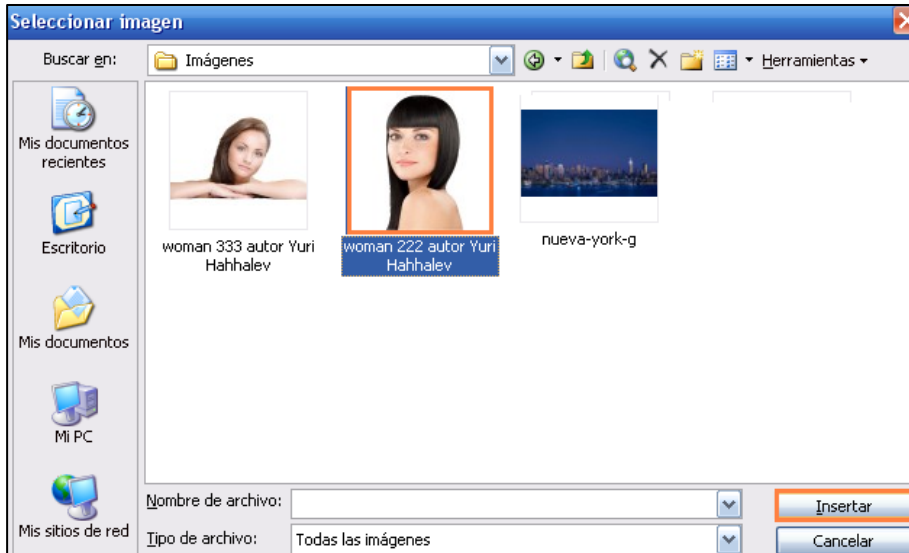 Seleccionar imagen
Buscar en:
Imágenes
Herramientas
Mis documentos
recientes
Escritorio
Mis documentos
Mi PC
Mis sitios de red
woman 333 autor Yuri
Hahhalev
woman 222 autor Yuri
Hahhalev
nueva-york-g
Nombre de archivo:
Insertar
Tipo de archivo:
Todas las imágenes
Cancelar